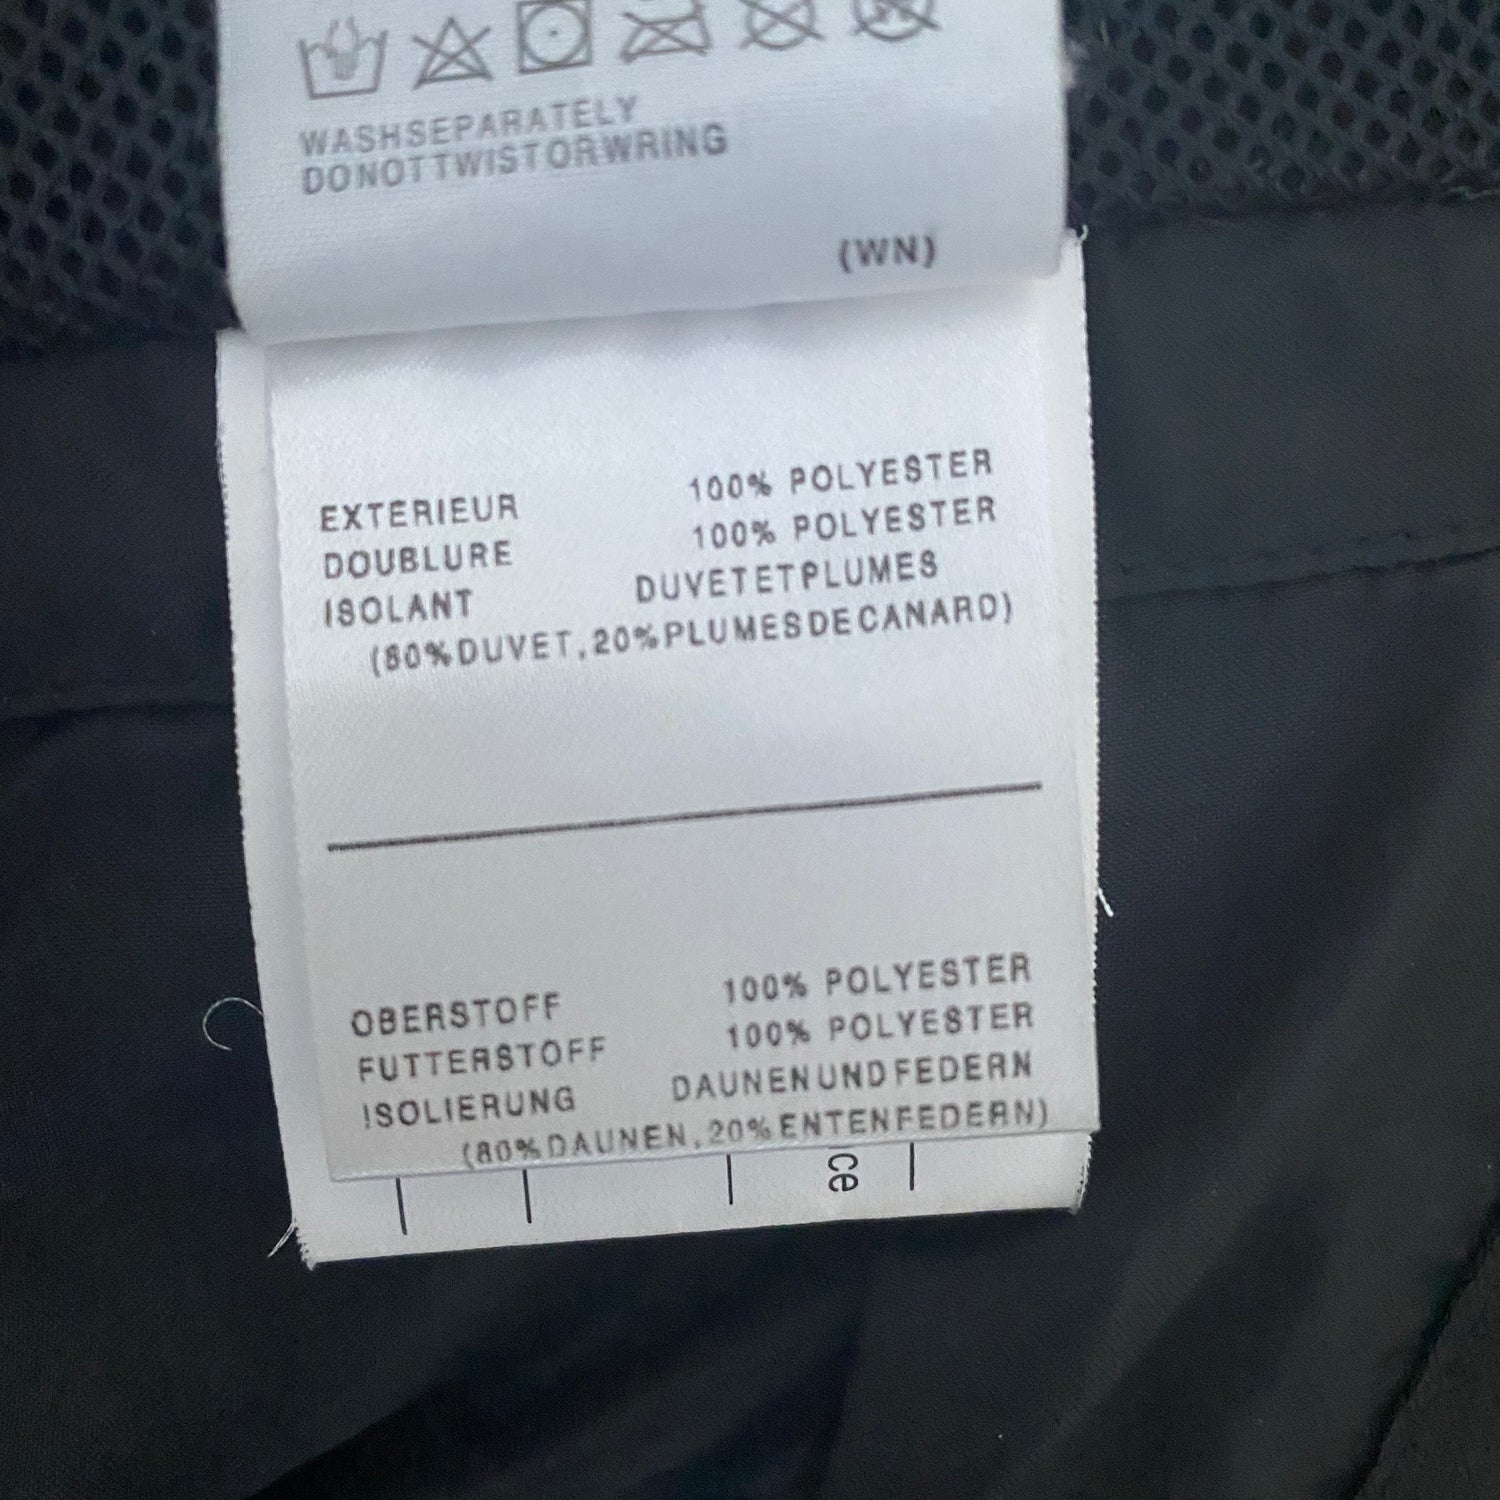 WASHSEPARATELY
DONOTTWISTORWRING
(WN)
EXTERIEUR 100% POLYESTER
DOUBLURE 100% POLYESTER
ISOLANT DUVETETPLUMES
(80%DUVET,20%PLUMESDECANARD)
OBERSTOFF 100% POLYESTER
FUTTERSTOFF 100% POLYESTER
ISOLIERUNG DAUNENUNDFEDERN
(80%DAUNEN,20%ENTENFEDERN)
ce